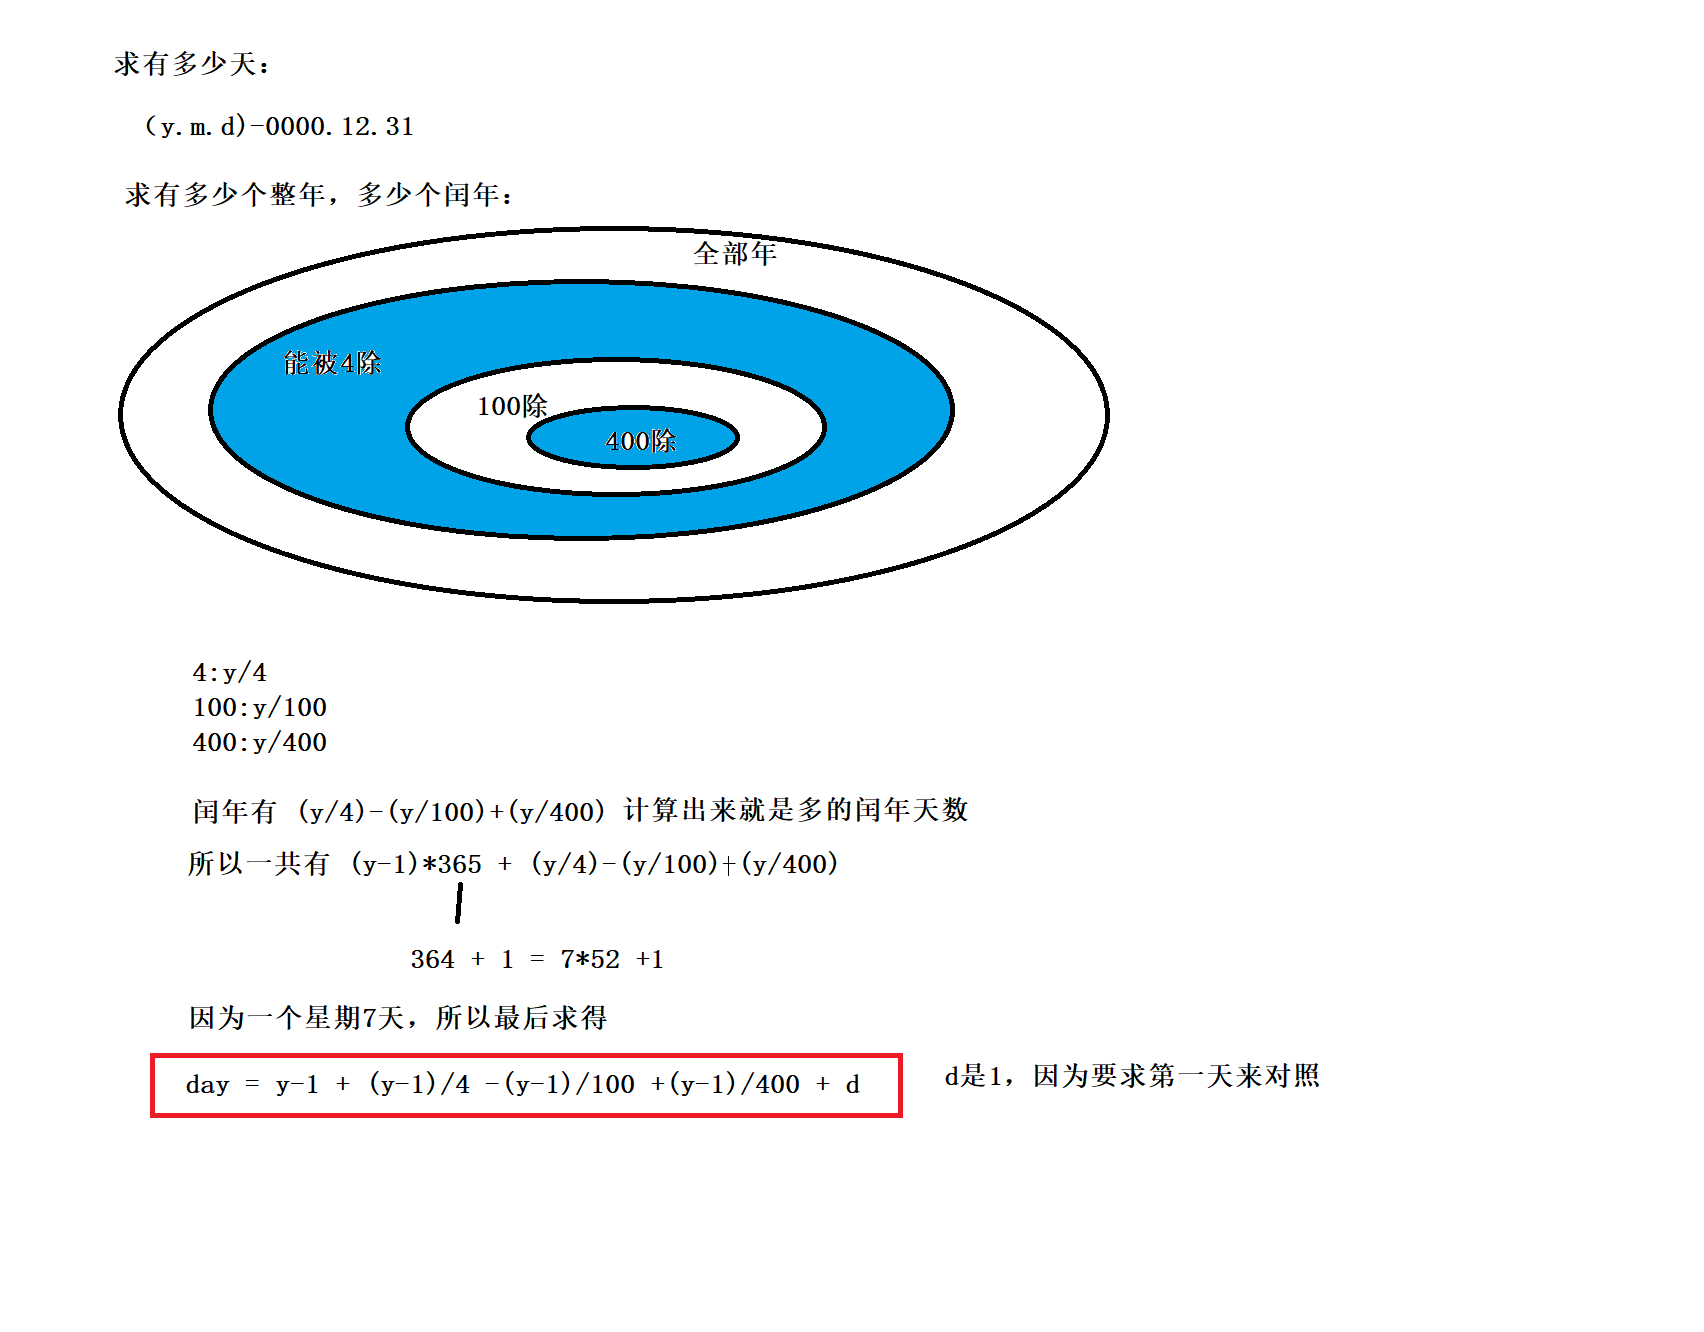 求有多少天：
（y.m.d)-0000.12.31
求有多少个整年，多少个闰年：
全部年
能被4除
100除
400除
4:y/4
100:y/100
400:y/400
闰年有 (y/4)-(y/100)+(y/400) 计算出来就是多的闰年天数
所以一共有 (y-1)*365 + (y/4)-(y/100)+(y/400)
364 + 1 = 7*52 +1
因为一个星期7天，所以最后求得
day = y-1 + (y-1)/4 -(y-1)/100 +(y-1)/400 + d
d是1，因为要求第一天来对照